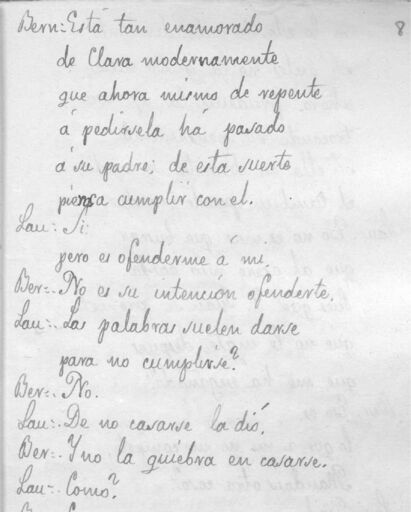 8
Bern: Está tan enamorado
de Clara modernamente
que ahora mismo de repente
á pedirsela há pasado
á su padre; de esta suerte
piensa cumplir con el.
Lau: Si:
pero es ofenderme á mi.
Ber=. No es su intencion ofenderte.
Lau=. Las palabras suelen darse
para no cumplirse?
Ber=. No.
Lau=. De no casarse la dió.
Ber=. Y no la quiebra en casarse.
Lau=. Como?